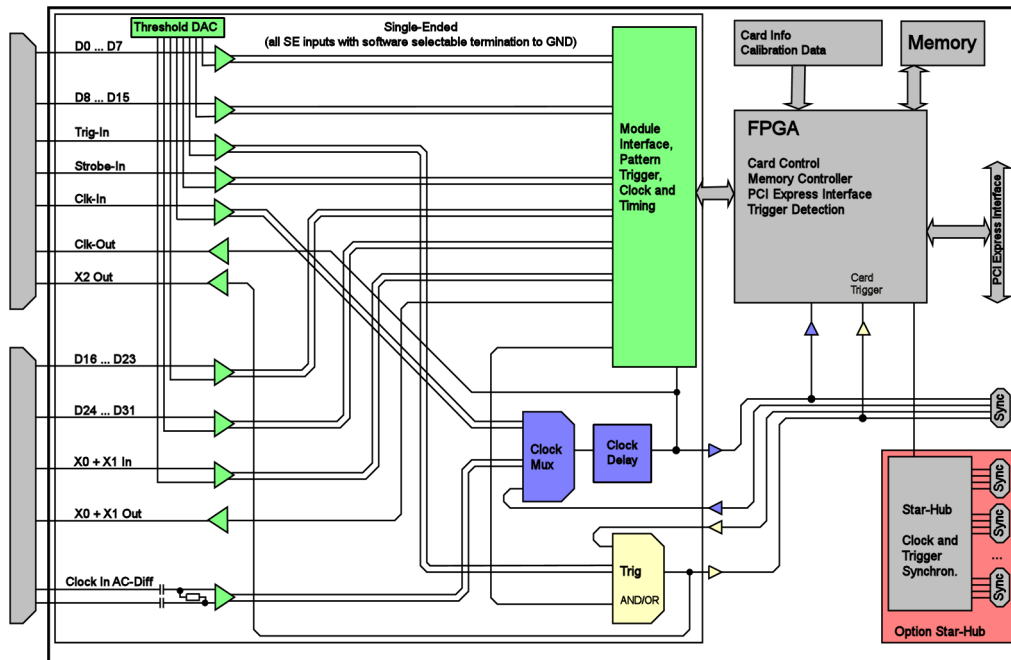 Threshold DAC
Single-Ended
(all SE inputs with software selectable termination to GND)
D0 ... D7
D8 ... D15
Trig-In
Strobe-In
Clk-In
Clk-Out
X2 Out
D16 ... D23
D24 ... D31
X0 + X1 In
X0 + X1 Out
Clock In AC-Diff
Module
Interface,
Pattern
Trigger,
Clock and
Timing
Card Info
Calibration Data
Memory
FPGA
Card Control
Memory Controller
PCI Express Interface
Trigger Detection
Card
Trigger
PCI Express Interface
Clock
Mux
Clock
Delay
Trig
AND/OR
Sync
Star-Hub
Clock and
Trigger
Synchron.
Sync
Sync
...
Sync
Option Star-Hub